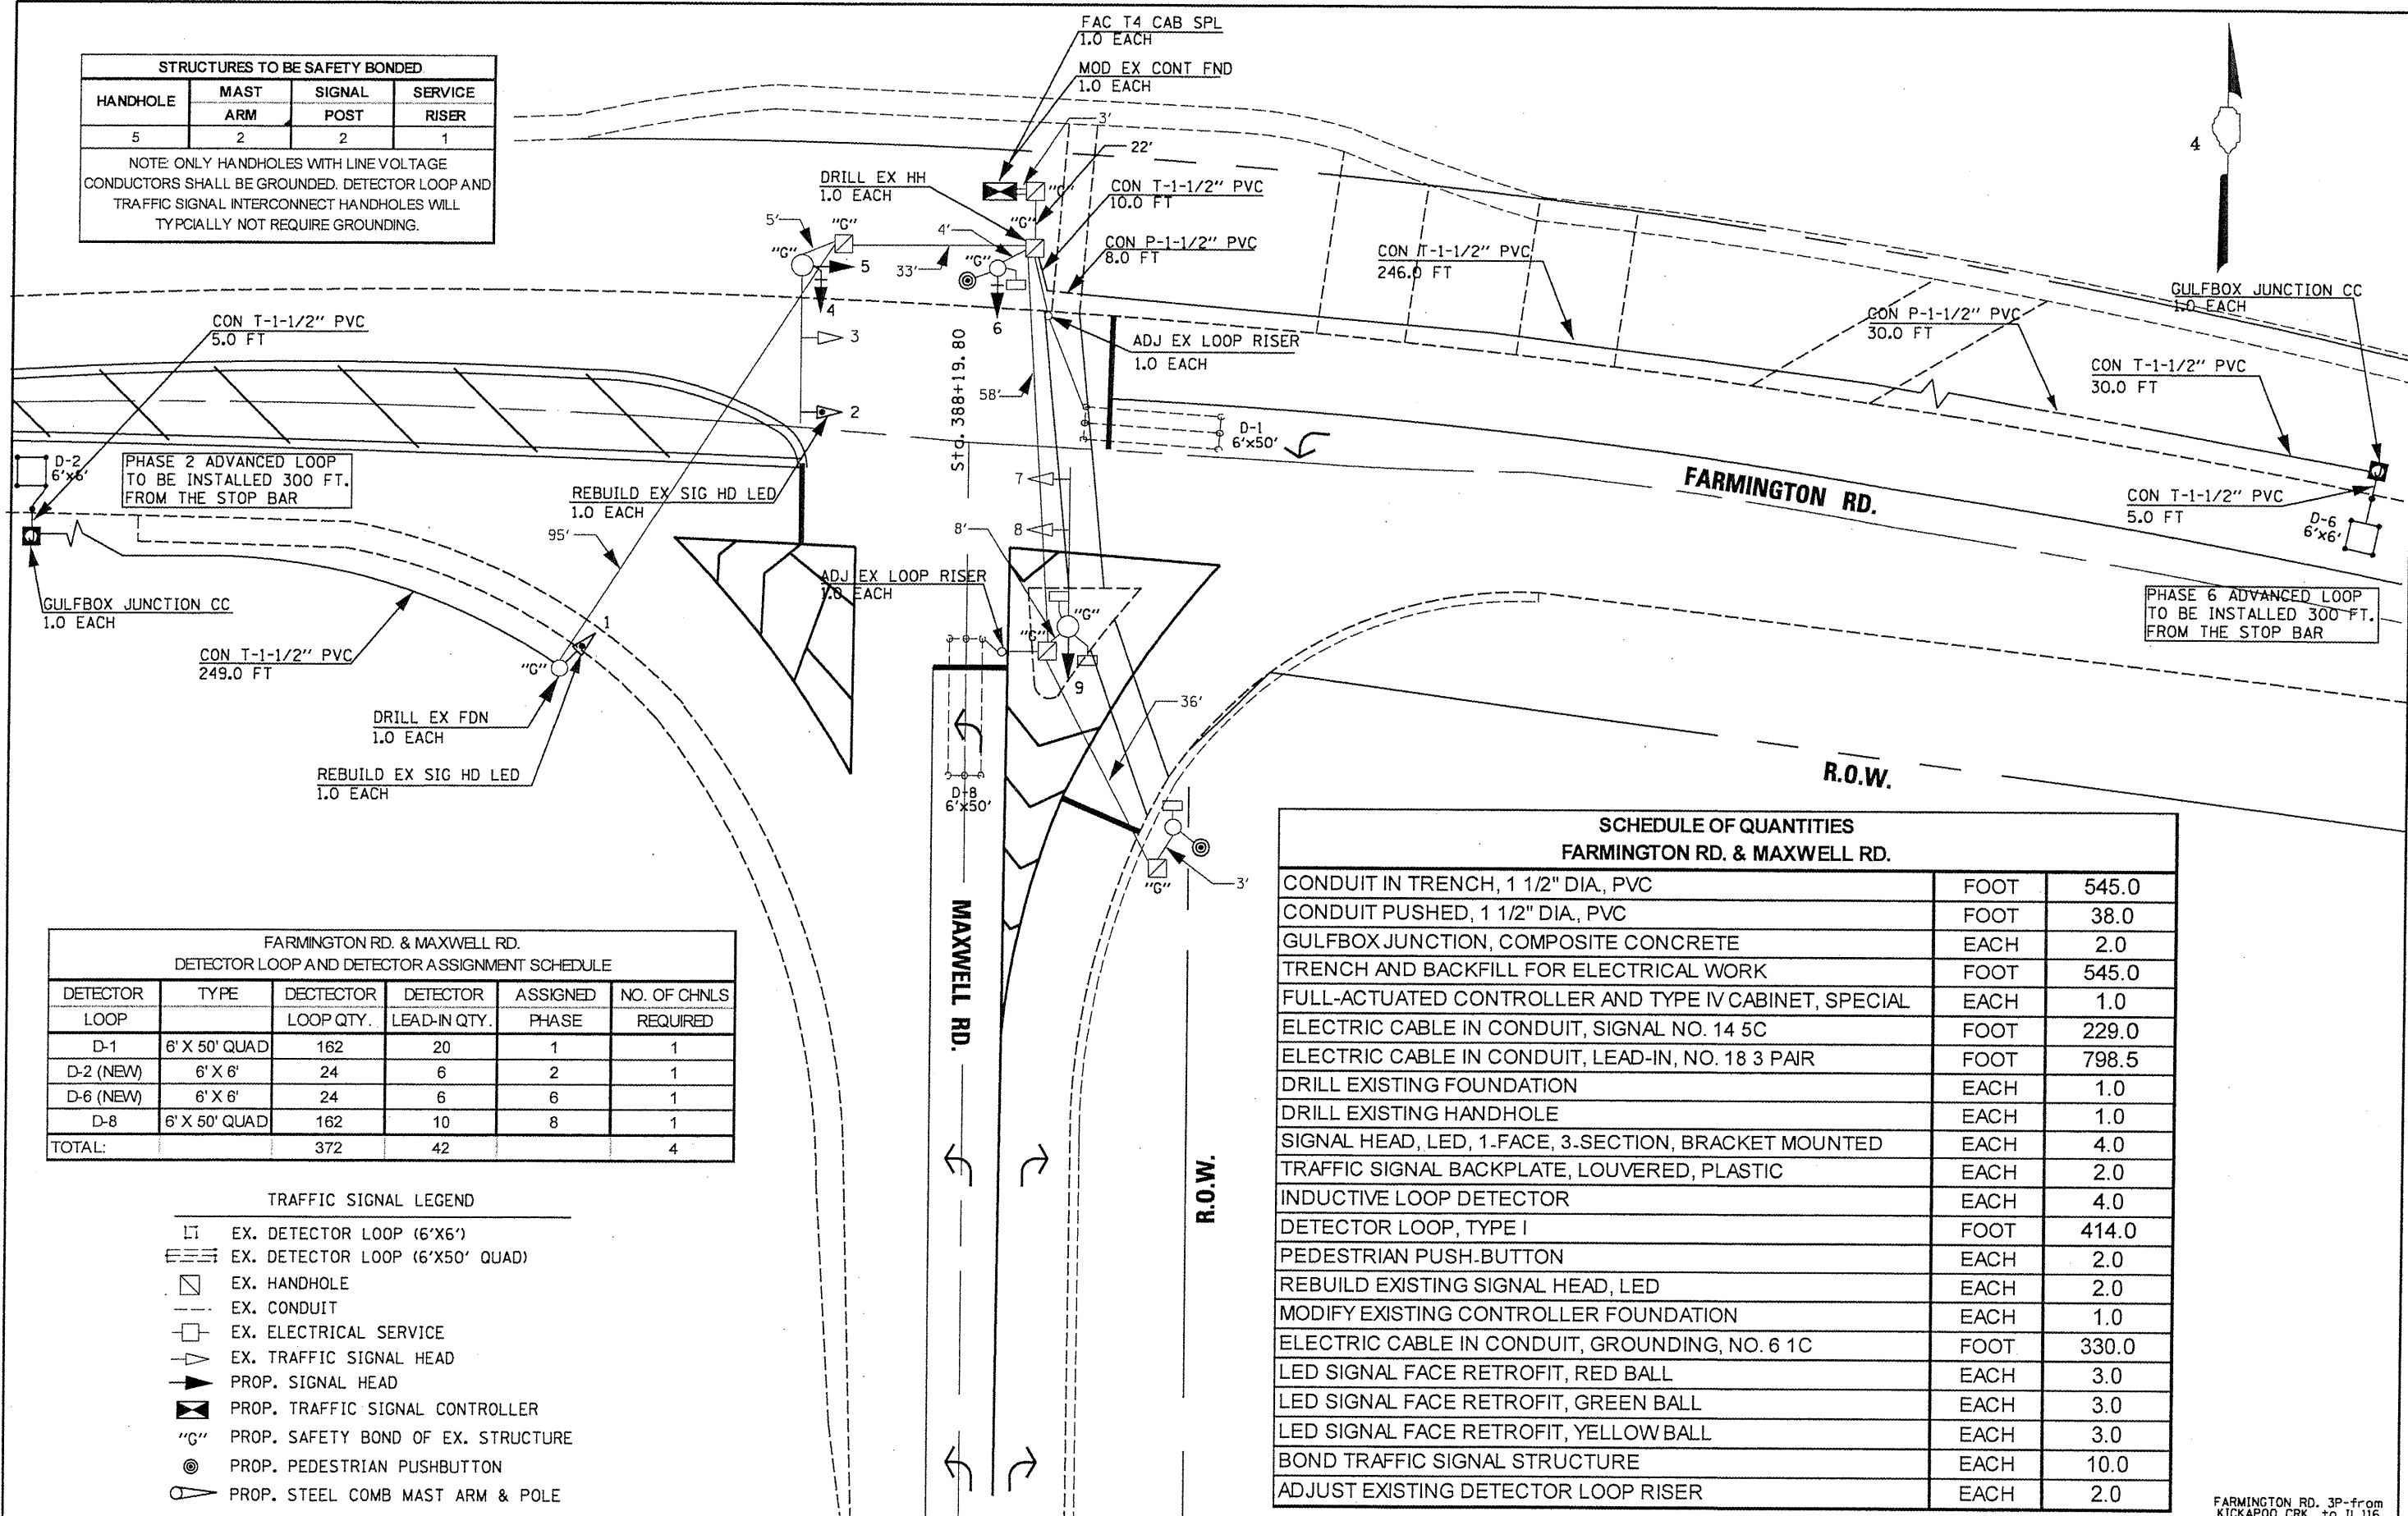 FAC T4 CAB SPL
1.0 EACH
MOD EX CONT FND
1.0 EACH
STRUCTURES TO BE SAFETY BONDED
HANDHOLE MAST ARM SIGNAL POST SERVICE RISER
5 2 2 1
NOTE: ONLY HANDHOLES WITH LINE VOLTAGE
CONDUCTORS SHALL BE GROUNDED. DETECTOR LOOP AND
TRAFFIC SIGNAL INTERCONNECT HANDHOLES WILL
TYPCIALLY NOT REQUIRE GROUNDING.
4
3'
22'
DRILL EX HH
1.0 EACH
"G"
CON T-1-1/2" PVC
10.0 FT
5'
"G"
"G"
4'
"G"
"G"
33'
5
4
6
3
2
CON P-1-1/2" PVC
8.0 FT
CON T-1-1/2" PVC
246.0 FT
GULFBOX JUNCTION CC
1.0 EACH
CON P-1-1/2" PVC
30.0 FT
CON T-1-1/2" PVC
30.0 FT
CON T-1-1/2" PVC
5.0 FT
ADJ EX LOOP RISER
1.0 EACH
Sta. 388+19.80
58'
D-1
6'x50'
FARMINGTON RD.
CON T-1-1/2" PVC
5.0 FT
D-6
6'x6'
D-2
6'x6'
PHASE 2 ADVANCED LOOP
TO BE INSTALLED 300 FT.
FROM THE STOP BAR
REBUILD EX SIG HD LED
1.0 EACH
7
8
8'
95'
ADJ EX LOOP RISER
1.0 EACH
GULFBOX JUNCTION CC
1.0 EACH
PHASE 6 ADVANCED LOOP
TO BE INSTALLED 300 FT.
FROM THE STOP BAR
1
"G"
"G"
"G"
9
CON T-1-1/2" PVC
249.0 FT
DRILL EX FDN
1.0 EACH
36'
REBUILD EX SIG HD LED
1.0 EACH
D-8
6'x50'
R.O.W.
"G"
3'
MAXWELL RD.
R.O.W.
SCHEDULE OF QUANTITIES
FARMINGTON RD. & MAXWELL RD.
CONDUIT IN TRENCH, 1 1/2" DIA., PVC FOOT 545.0
CONDUIT PUSHED, 1 1/2" DIA., PVC FOOT 38.0
GULFBOX JUNCTION, COMPOSITE CONCRETE EACH 2.0
TRENCH AND BACKFILL FOR ELECTRICAL WORK FOOT 545.0
FULL-ACTUATED CONTROLLER AND TYPE IV CABINET, SPECIAL EACH 1.0
ELECTRIC CABLE IN CONDUIT, SIGNAL NO. 14 5C FOOT 229.0
ELECTRIC CABLE IN CONDUIT, LEAD-IN, NO. 18 3 PAIR FOOT 798.5
DRILL EXISTING FOUNDATION EACH 1.0
DRILL EXISTING HANDHOLE EACH 1.0
SIGNAL HEAD, LED, 1-FACE, 3-SECTION, BRACKET MOUNTED EACH 4.0
TRAFFIC SIGNAL BACKPLATE, LOUVERED, PLASTIC EACH 2.0
INDUCTIVE LOOP DETECTOR EACH 4.0
DETECTOR LOOP, TYPE I FOOT 414.0
PEDESTRIAN PUSH-BUTTON EACH 2.0
REBUILD EXISTING SIGNAL HEAD, LED EACH 2.0
MODIFY EXISTING CONTROLLER FOUNDATION EACH 1.0
ELECTRIC CABLE IN CONDUIT, GROUNDING, NO. 6 1C FOOT 330.0
LED SIGNAL FACE RETROFIT, RED BALL EACH 3.0
LED SIGNAL FACE RETROFIT, GREEN BALL EACH 3.0
LED SIGNAL FACE RETROFIT, YELLOW BALL EACH 3.0
BOND TRAFFIC SIGNAL STRUCTURE EACH 10.0
ADJUST EXISTING DETECTOR LOOP RISER EACH 2.0
FARMINGTON RD. & MAXWELL RD.
DETECTOR LOOP AND DETECTOR ASSIGNMENT SCHEDULE
DETECTOR TYPE DECTECTOR DETECTOR ASSIGNED NO. OF CHNLS
LOOP LOOP QTY. LEAD-IN QTY. PHASE REQUIRED
D-1 6' X 50' QUAD 162 20 1 1
D-2 (NEW) 6' X 6' 24 6 2 1
D-6 (NEW) 6' X 6' 24 6 6 1
D-8 6' X 50' QUAD 162 10 8 1
TOTAL: 372 42 4
TRAFFIC SIGNAL LEGEND
EX. DETECTOR LOOP (6'X6')
EX. DETECTOR LOOP (6'X50' QUAD)
EX. HANDHOLE
EX. CONDUIT
EX. ELECTRICAL SERVICE
EX. TRAFFIC SIGNAL HEAD
PROP. SIGNAL HEAD
PROP. TRAFFIC SIGNAL CONTROLLER
"G" PROP. SAFETY BOND OF EX. STRUCTURE
PROP. PEDESTRIAN PUSHBUTTON
PROP. STEEL COMB MAST ARM & POLE
FARMINGTON RD. 3P-from
KICKAPOO CRK. to IL116